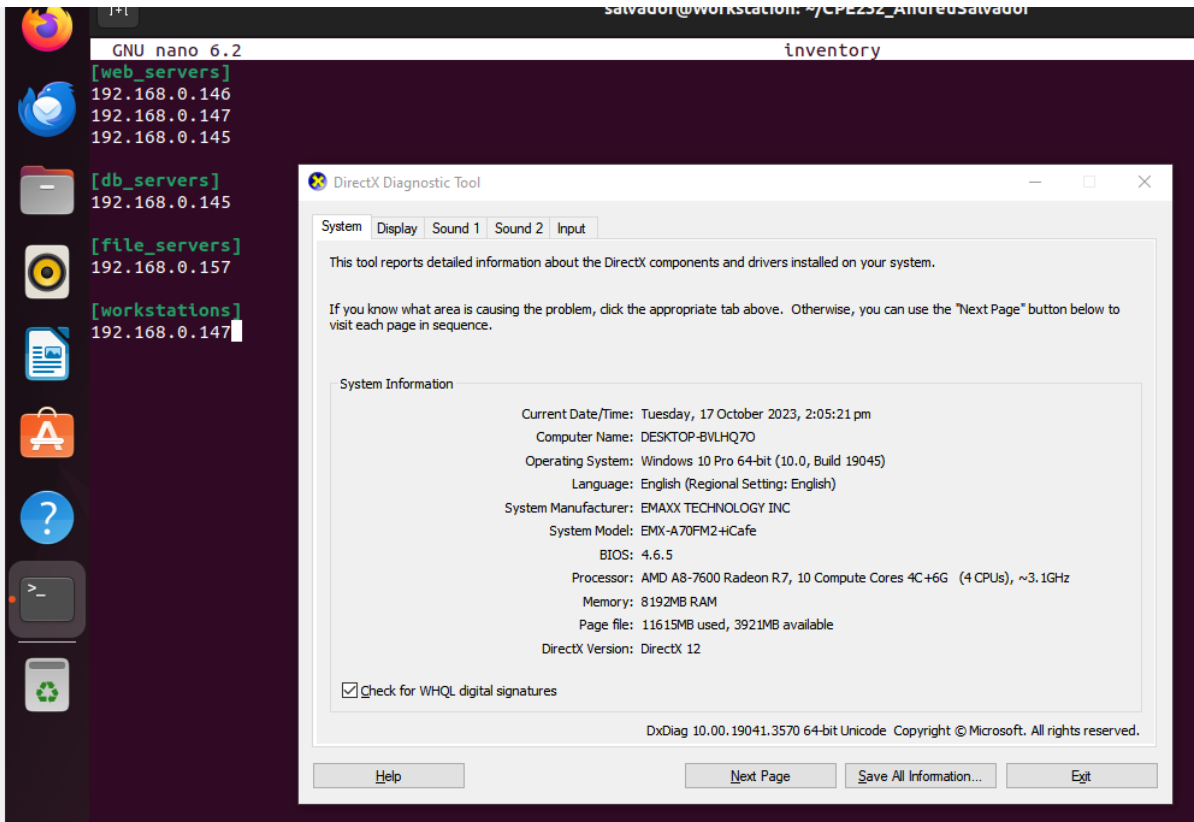 salvador@Workstation: ~/CPE232_AndreuSalvador
GNU nano 6.2 inventory
[web_servers]
192.168.0.146
192.168.0.147
192.168.0.145
[db_servers]
192.168.0.145
[file_servers]
192.168.0.157
[workstations]
192.168.0.147
DirectX Diagnostic Tool
System Display Sound 1 Sound 2 Input
This tool reports detailed information about the DirectX components and drivers installed on your system.
If you know what area is causing the problem, click the appropriate tab above.  Otherwise, you can use the "Next Page" button below to
visit each page in sequence.
System Information
Current Date/Time: Tuesday, 17 October 2023, 2:05:21 pm
Computer Name: DESKTOP-BVLHQ7O
Operating System: Windows 10 Pro 64-bit (10.0, Build 19045)
Language: English (Regional Setting: English)
System Manufacturer: EMAXX TECHNOLOGY INC
System Model: EMX-A70FM2+iCafe
BIOS: 4.6.5
Processor: AMD A8-7600 Radeon R7, 10 Compute Cores 4C+6G   (4 CPUs), ~3.1GHz
Memory: 8192MB RAM
Page file: 11615MB used, 3921MB available
DirectX Version: DirectX 12
Check for WHQL digital signatures
DxDiag 10.00.19041.3570 64-bit Unicode  Copyright © Microsoft. All rights reserved.
Help Next Page Save All Information... Exit